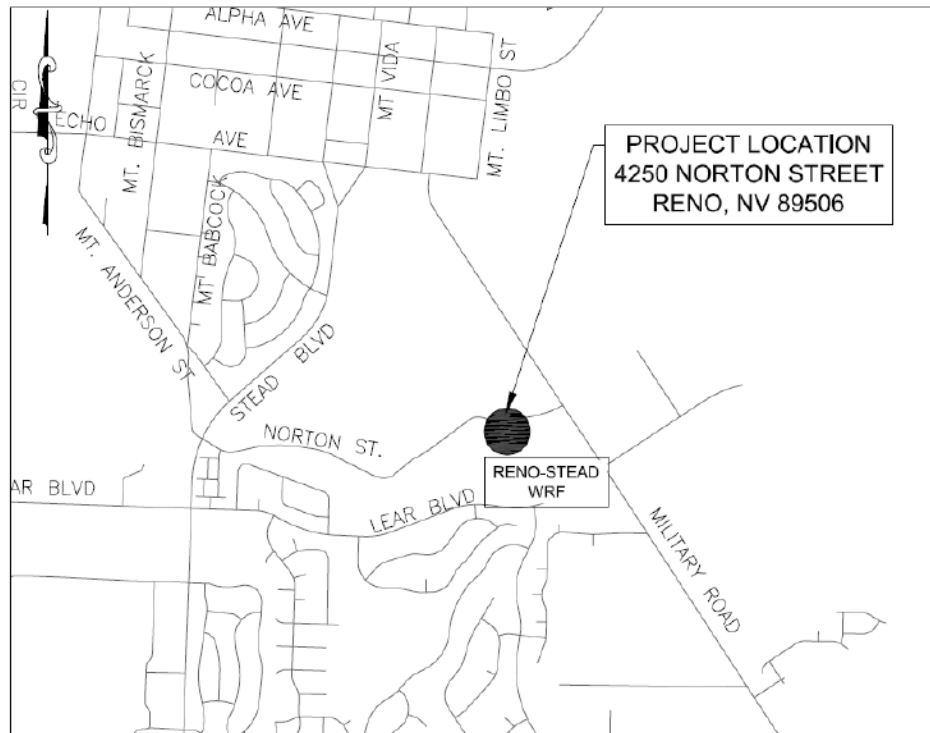 ALPHA AVE
MT VIDA
MT. LIMBO ST
MT. BISMARCK
COCOA AVE
CIR
ECHO
AVE
PROJECT LOCATION
4250 NORTON STREET
RENO, NV 89506
MT BABCOCK
MT. ANDERSON ST
STEAD BLVD
NORTON ST.
RENO-STEAD
WRF
AR BLVD
LEAR BLVD
MILITARY ROAD